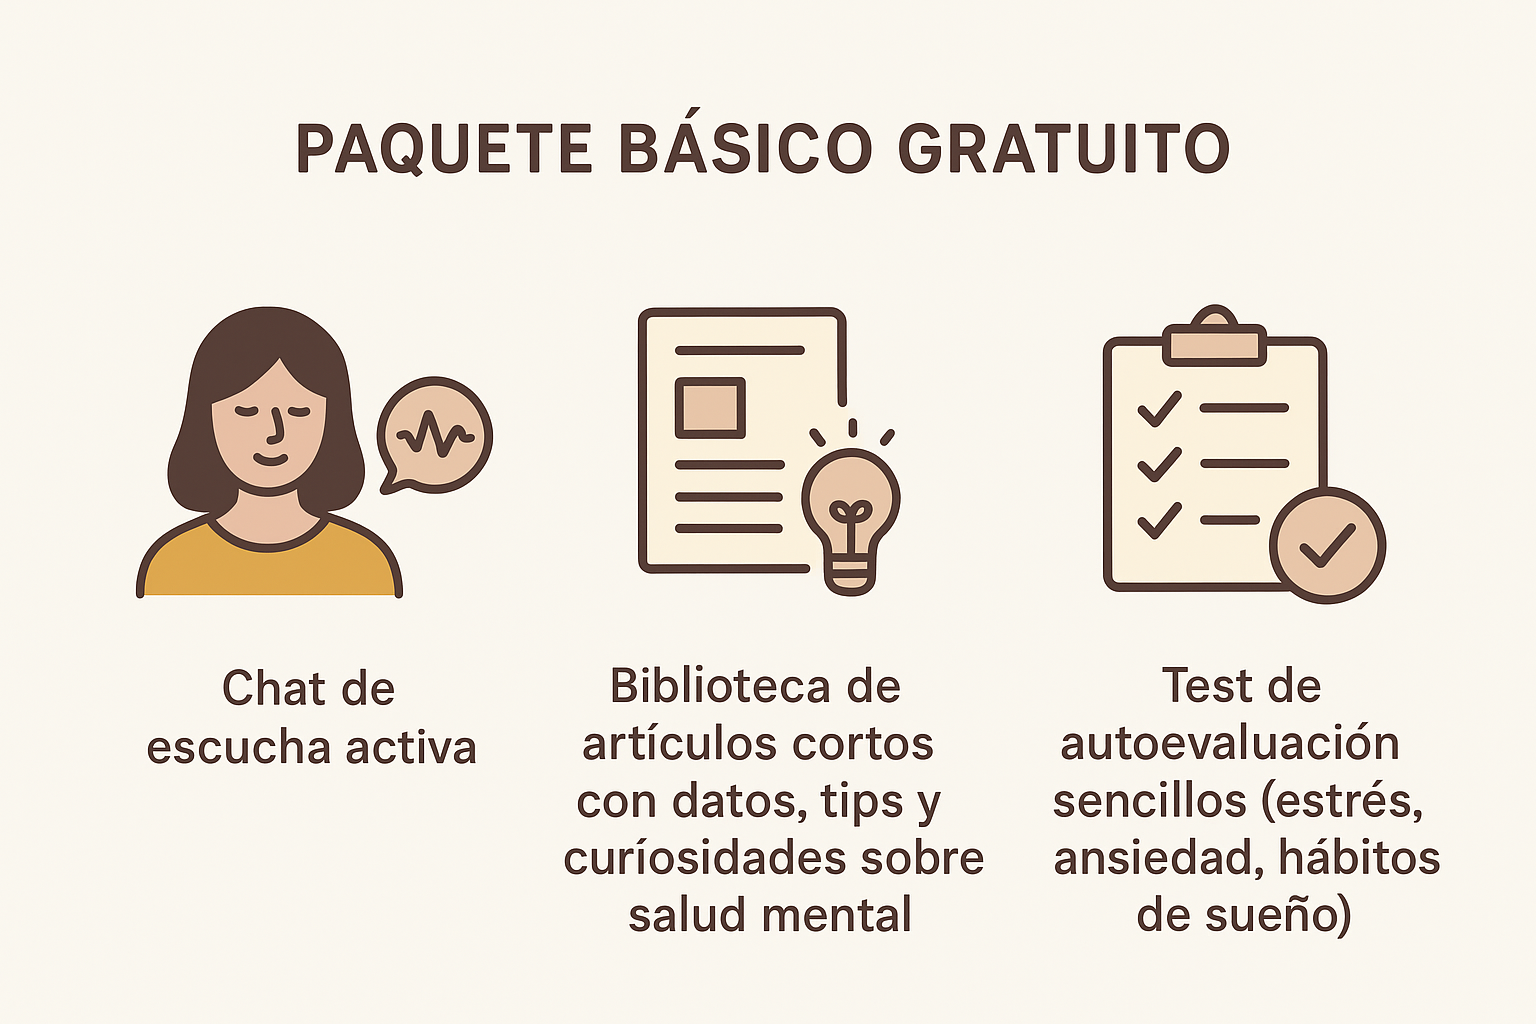 PAQUETE BÁSICO GRATUITO
Chat de
escucha activa
Biblioteca de
artículos cortos
con datos, tips y
curíosidades sobre
salud mental
Test de
autoevaluación
sencillos (estrés,
ansiedad, hábitos
de sueño)